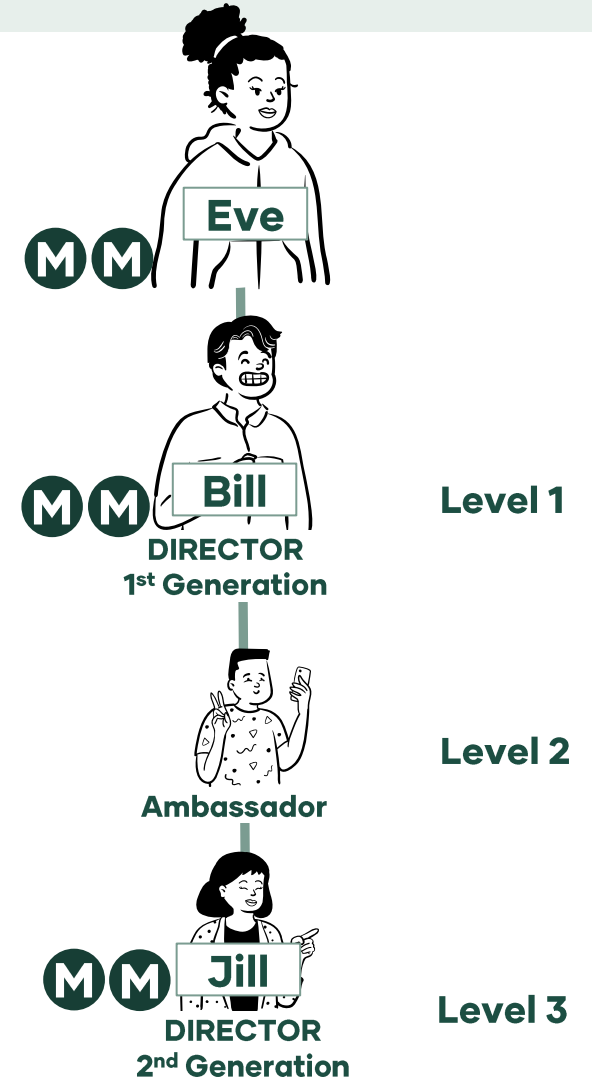 Eve
M M
Bill
M M
Level 1
DIRECTOR
1st Generation
Level 2
Ambassador
Jill
M M
Level 3
DIRECTOR
2nd Generation